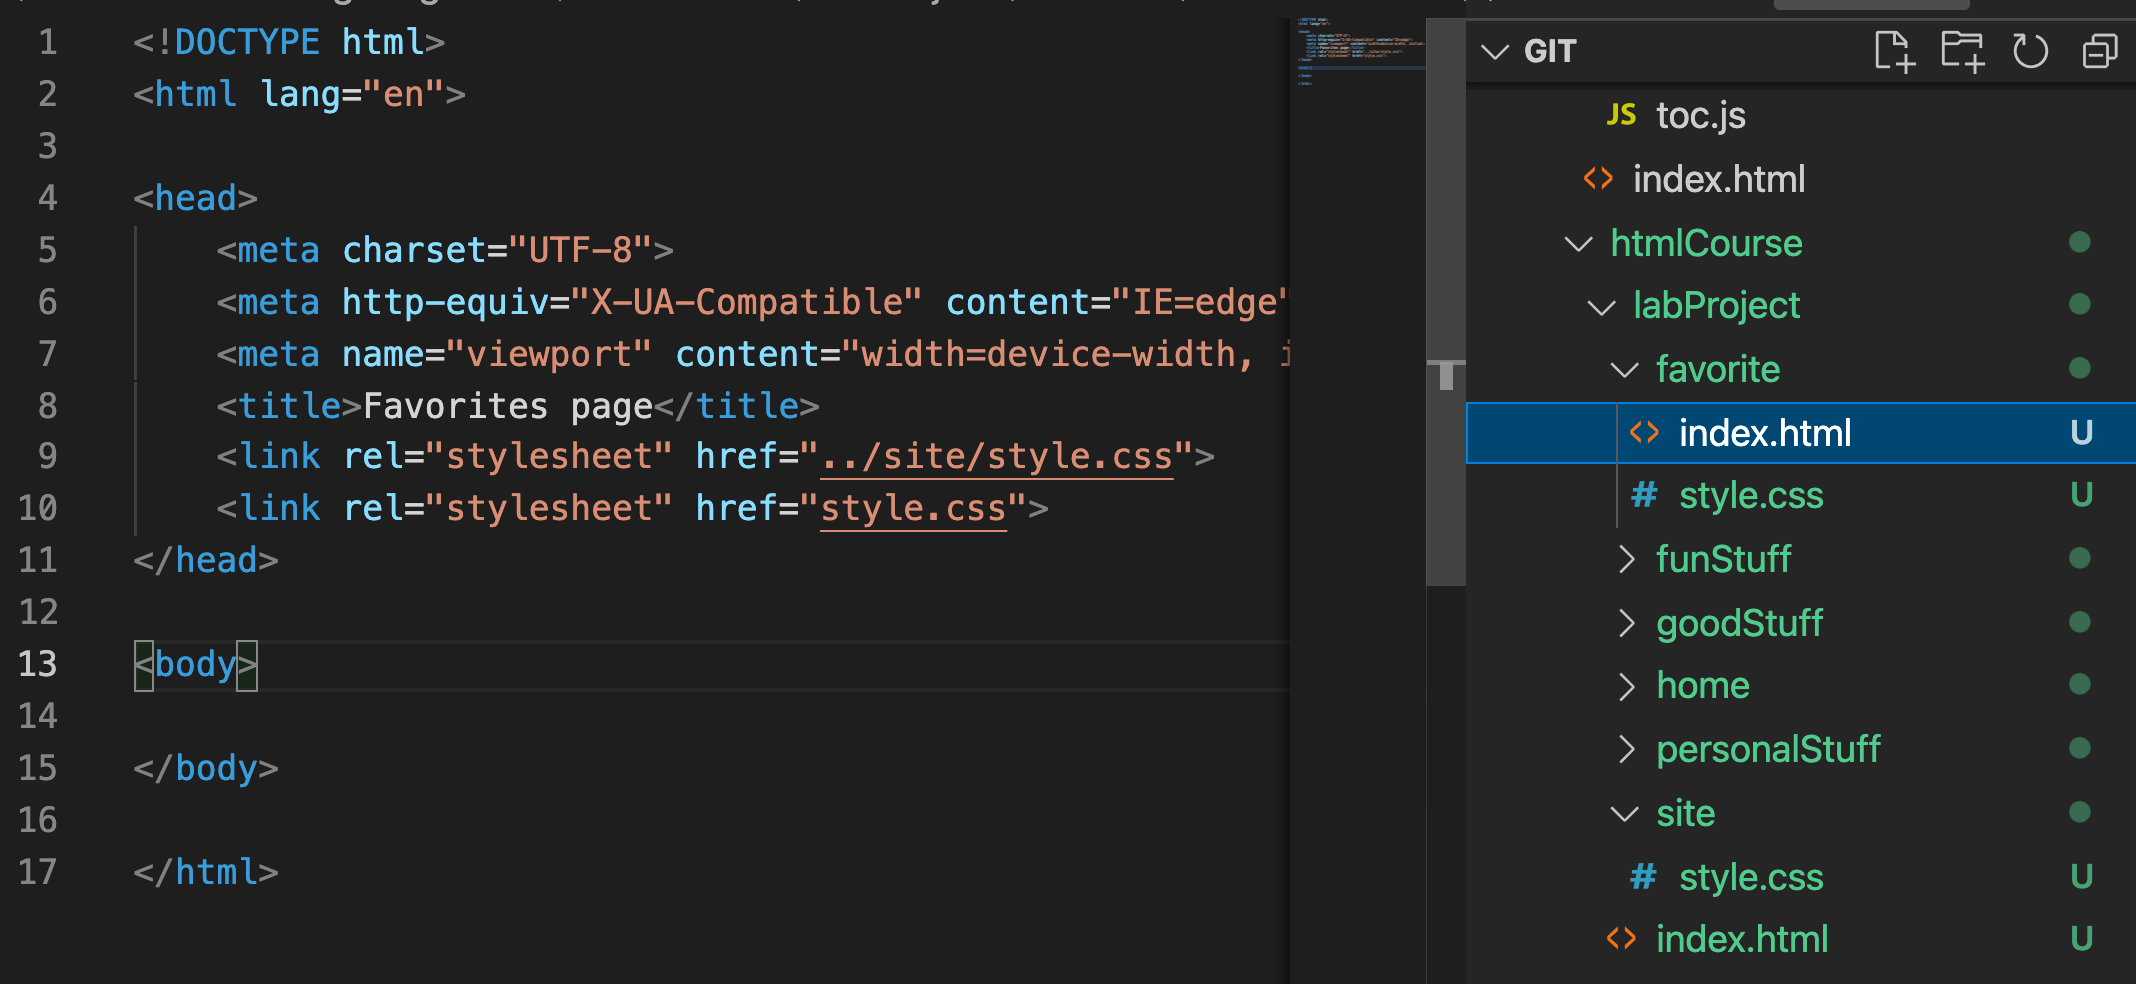 1 <!DOCTYPE html>
2 <html lang="en">
3
4 <head>
5 <meta charset="UTF-8">
6 <meta http-equiv="X-UA-Compatible" content="IE=edge"
7 <meta name="viewport" content="width=device-width,
8 <title>Favorites page</title>
9 <link rel="stylesheet" href="../site/style.css">
10 <link rel="stylesheet" href="style.css">
11 </head>
12
13 <body>
14
15 </body>
16
17 </html>
GIT
JS toc.js
<> index.html
htmlCourse
labProject
favorite
<> index.html U
# style.css U
funStuff
goodStuff
home
personalStuff
site
# style.css U
<> index.html U